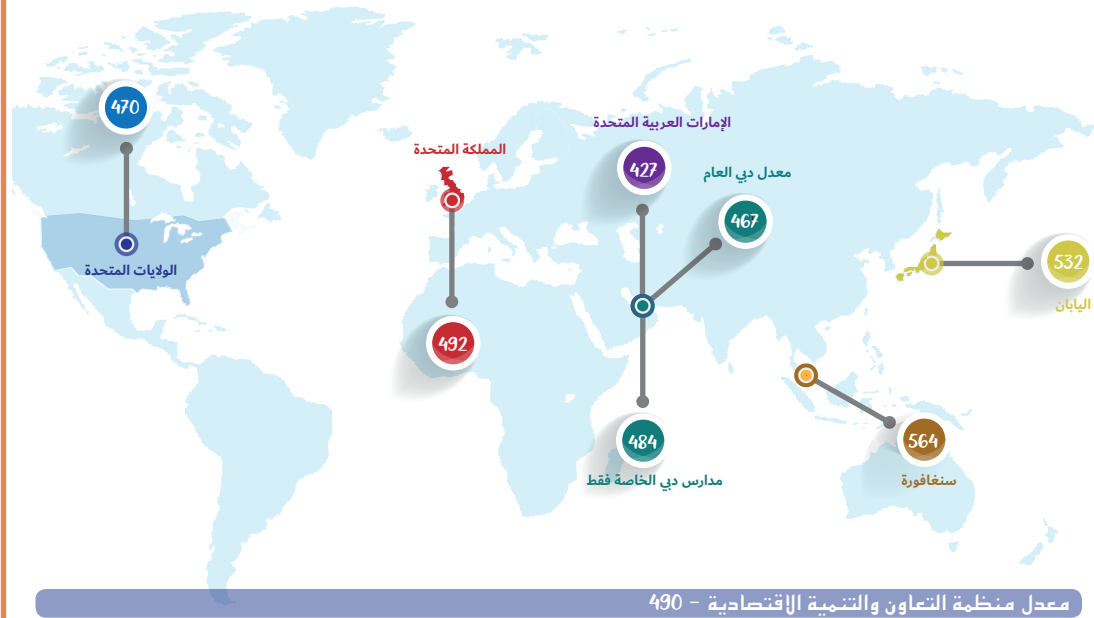 470
الولايات المتحدة
المملكة المتحدة
492
الإمارات العربية المتحدة
427
معدل دبي العام
467
484
مدارس دبي الخاصة فقط
532
اليابان
564
سنغافورة
معدل منظمة التعاون والتنمية الاقتصادية - 490